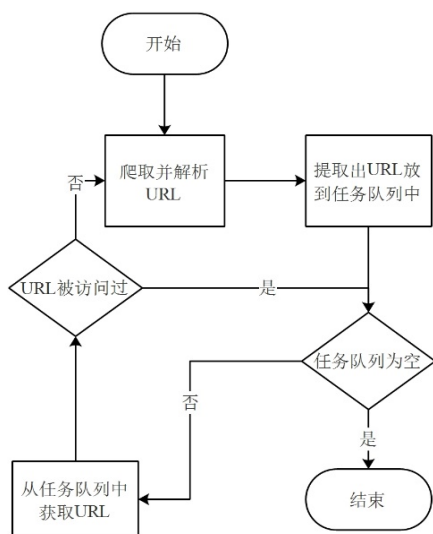 开始
爬取并解析
URL
提取出URL放
到任务队列中
否
URL被访问过
是
任务队列为空
否
是
从任务队列中
获取URL
结束